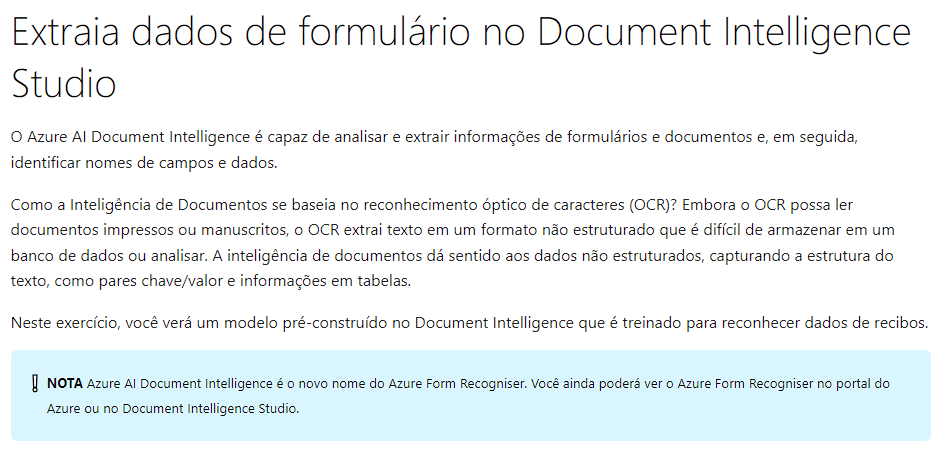 Extraia dados de formulário no Document Intelligence
Studio
O Azure AI Document Intelligence é capaz de analisar e extrair informações de formulários e documentos e, em seguida,
identificar nomes de campos e dados.
Como a Inteligência de Documentos se baseia no reconhecimento óptico de caracteres (OCR)? Embora o OCR possa ler
documentos impressos ou manuscritos, o OCR extrai texto em um formato não estruturado que é difícil de armazenar em um
banco de dados ou analisar. A inteligência de documentos dá sentido aos dados não estruturados, capturando a estrutura do
texto, como pares chave/valor e informações em tabelas.
Neste exercício, você verá um modelo pré-construído no Document Intelligence que é treinado para reconhecer dados de recibos.
NOTA Azure AI Document Intelligence é o novo nome do Azure Form Recogniser. Você ainda poderá ver o Azure Form Recogniser no portal do
Azure ou no Document Intelligence Studio.